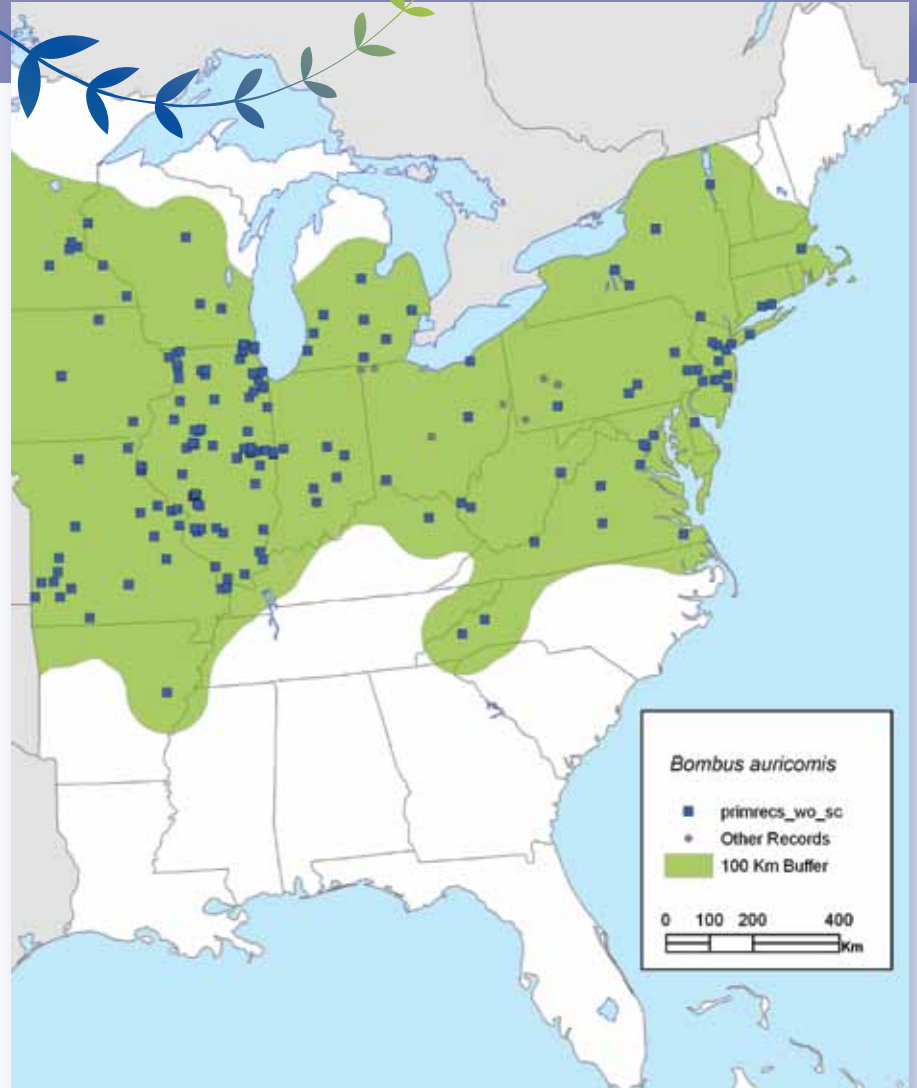 Bombus auricomis
primrecs_wo_sc
Other Records
100 Km Buffer
0 100 200 400
Km